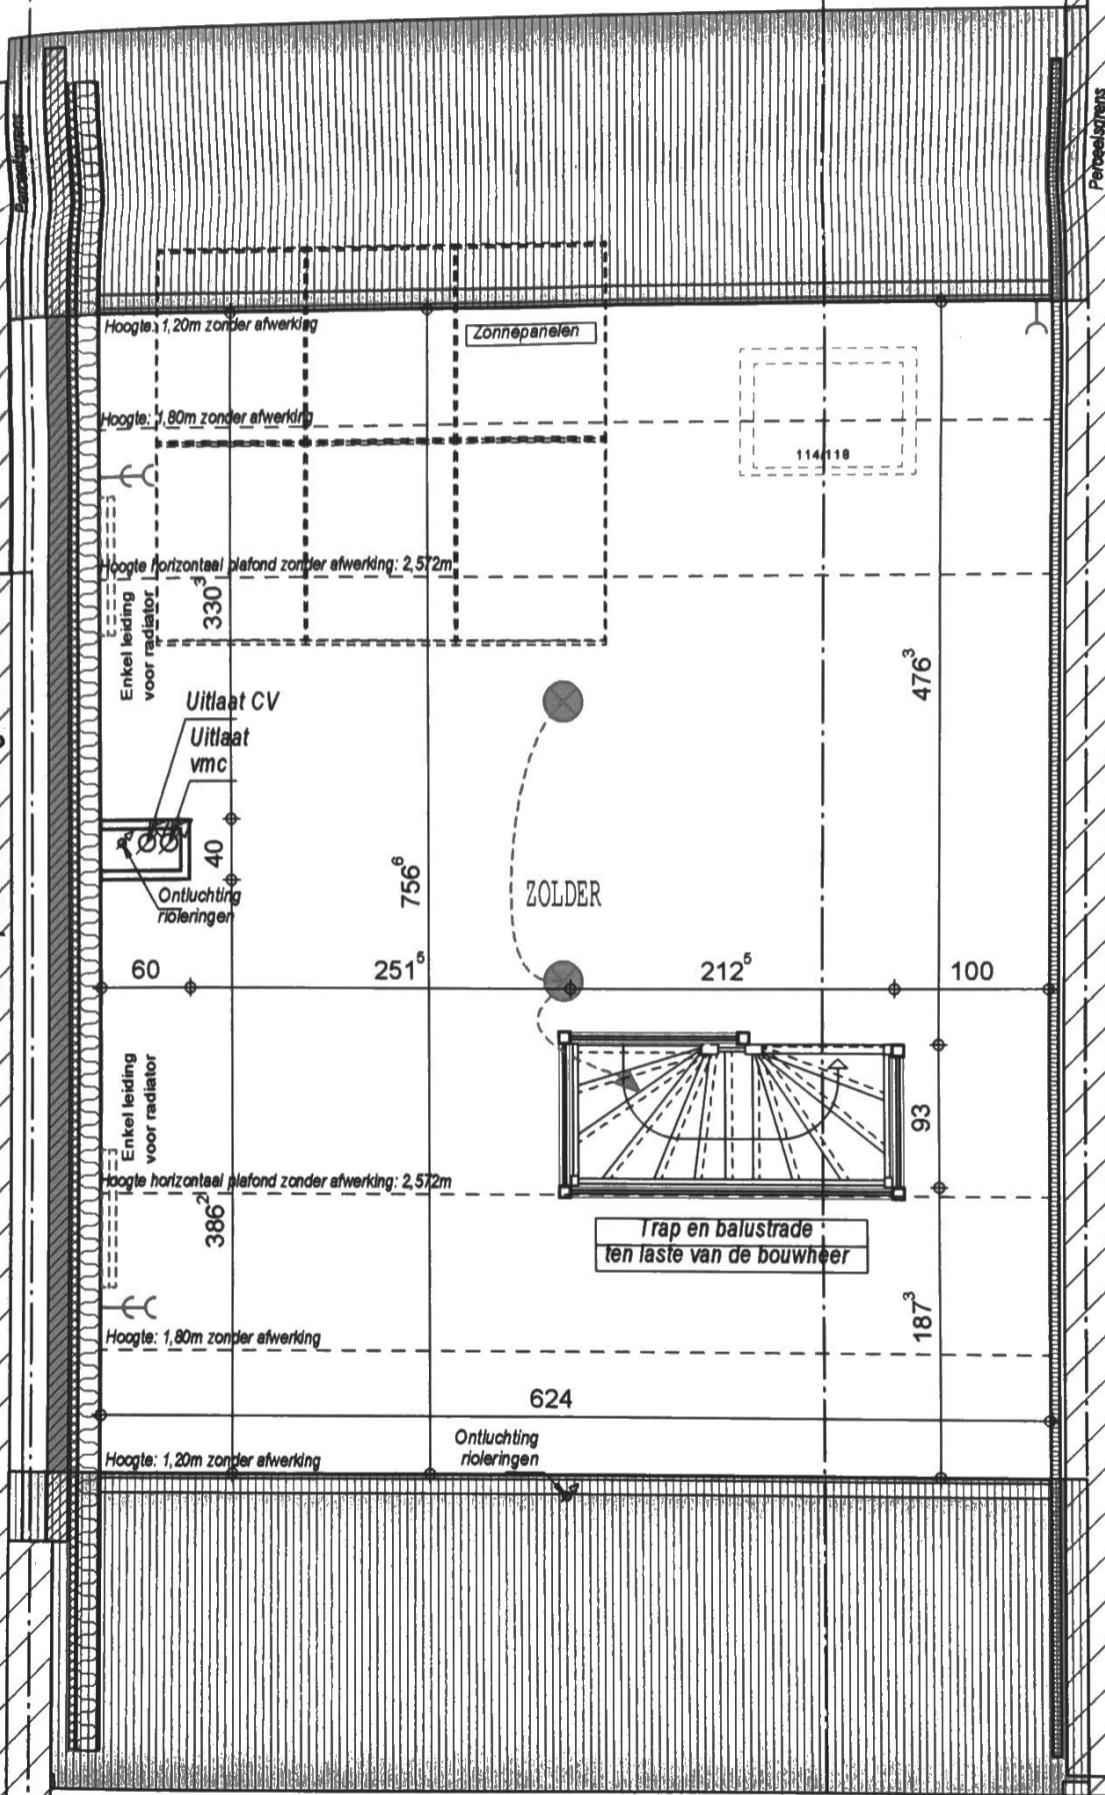 Perceelsgrens
Perceelsgrens
Hoogte: 1,20m zonder afwerking
Zonnepanelen
Hoogte: 1,80m zonder afwerking
114/118
Hoogte horizontaal plafond zonder afwerking: 2,572m
330³
Enkel leiding
voor radiator
476³
Uitlaat CV
Uitlaat
vmc
40
756⁶
ZOLDER
Ontluchting
rioleringen
60
251⁵
212⁵
100
Enkel leiding
voor radiator
93
Hoogte horizontaal plafond zonder afwerking: 2,572m
386²
Trap en balustrade
ten laste van de bouwheer
187³
Hoogte: 1,80m zonder afwerking
624
Ontluchting
rioleringen
Hoogte: 1,20m zonder afwerking